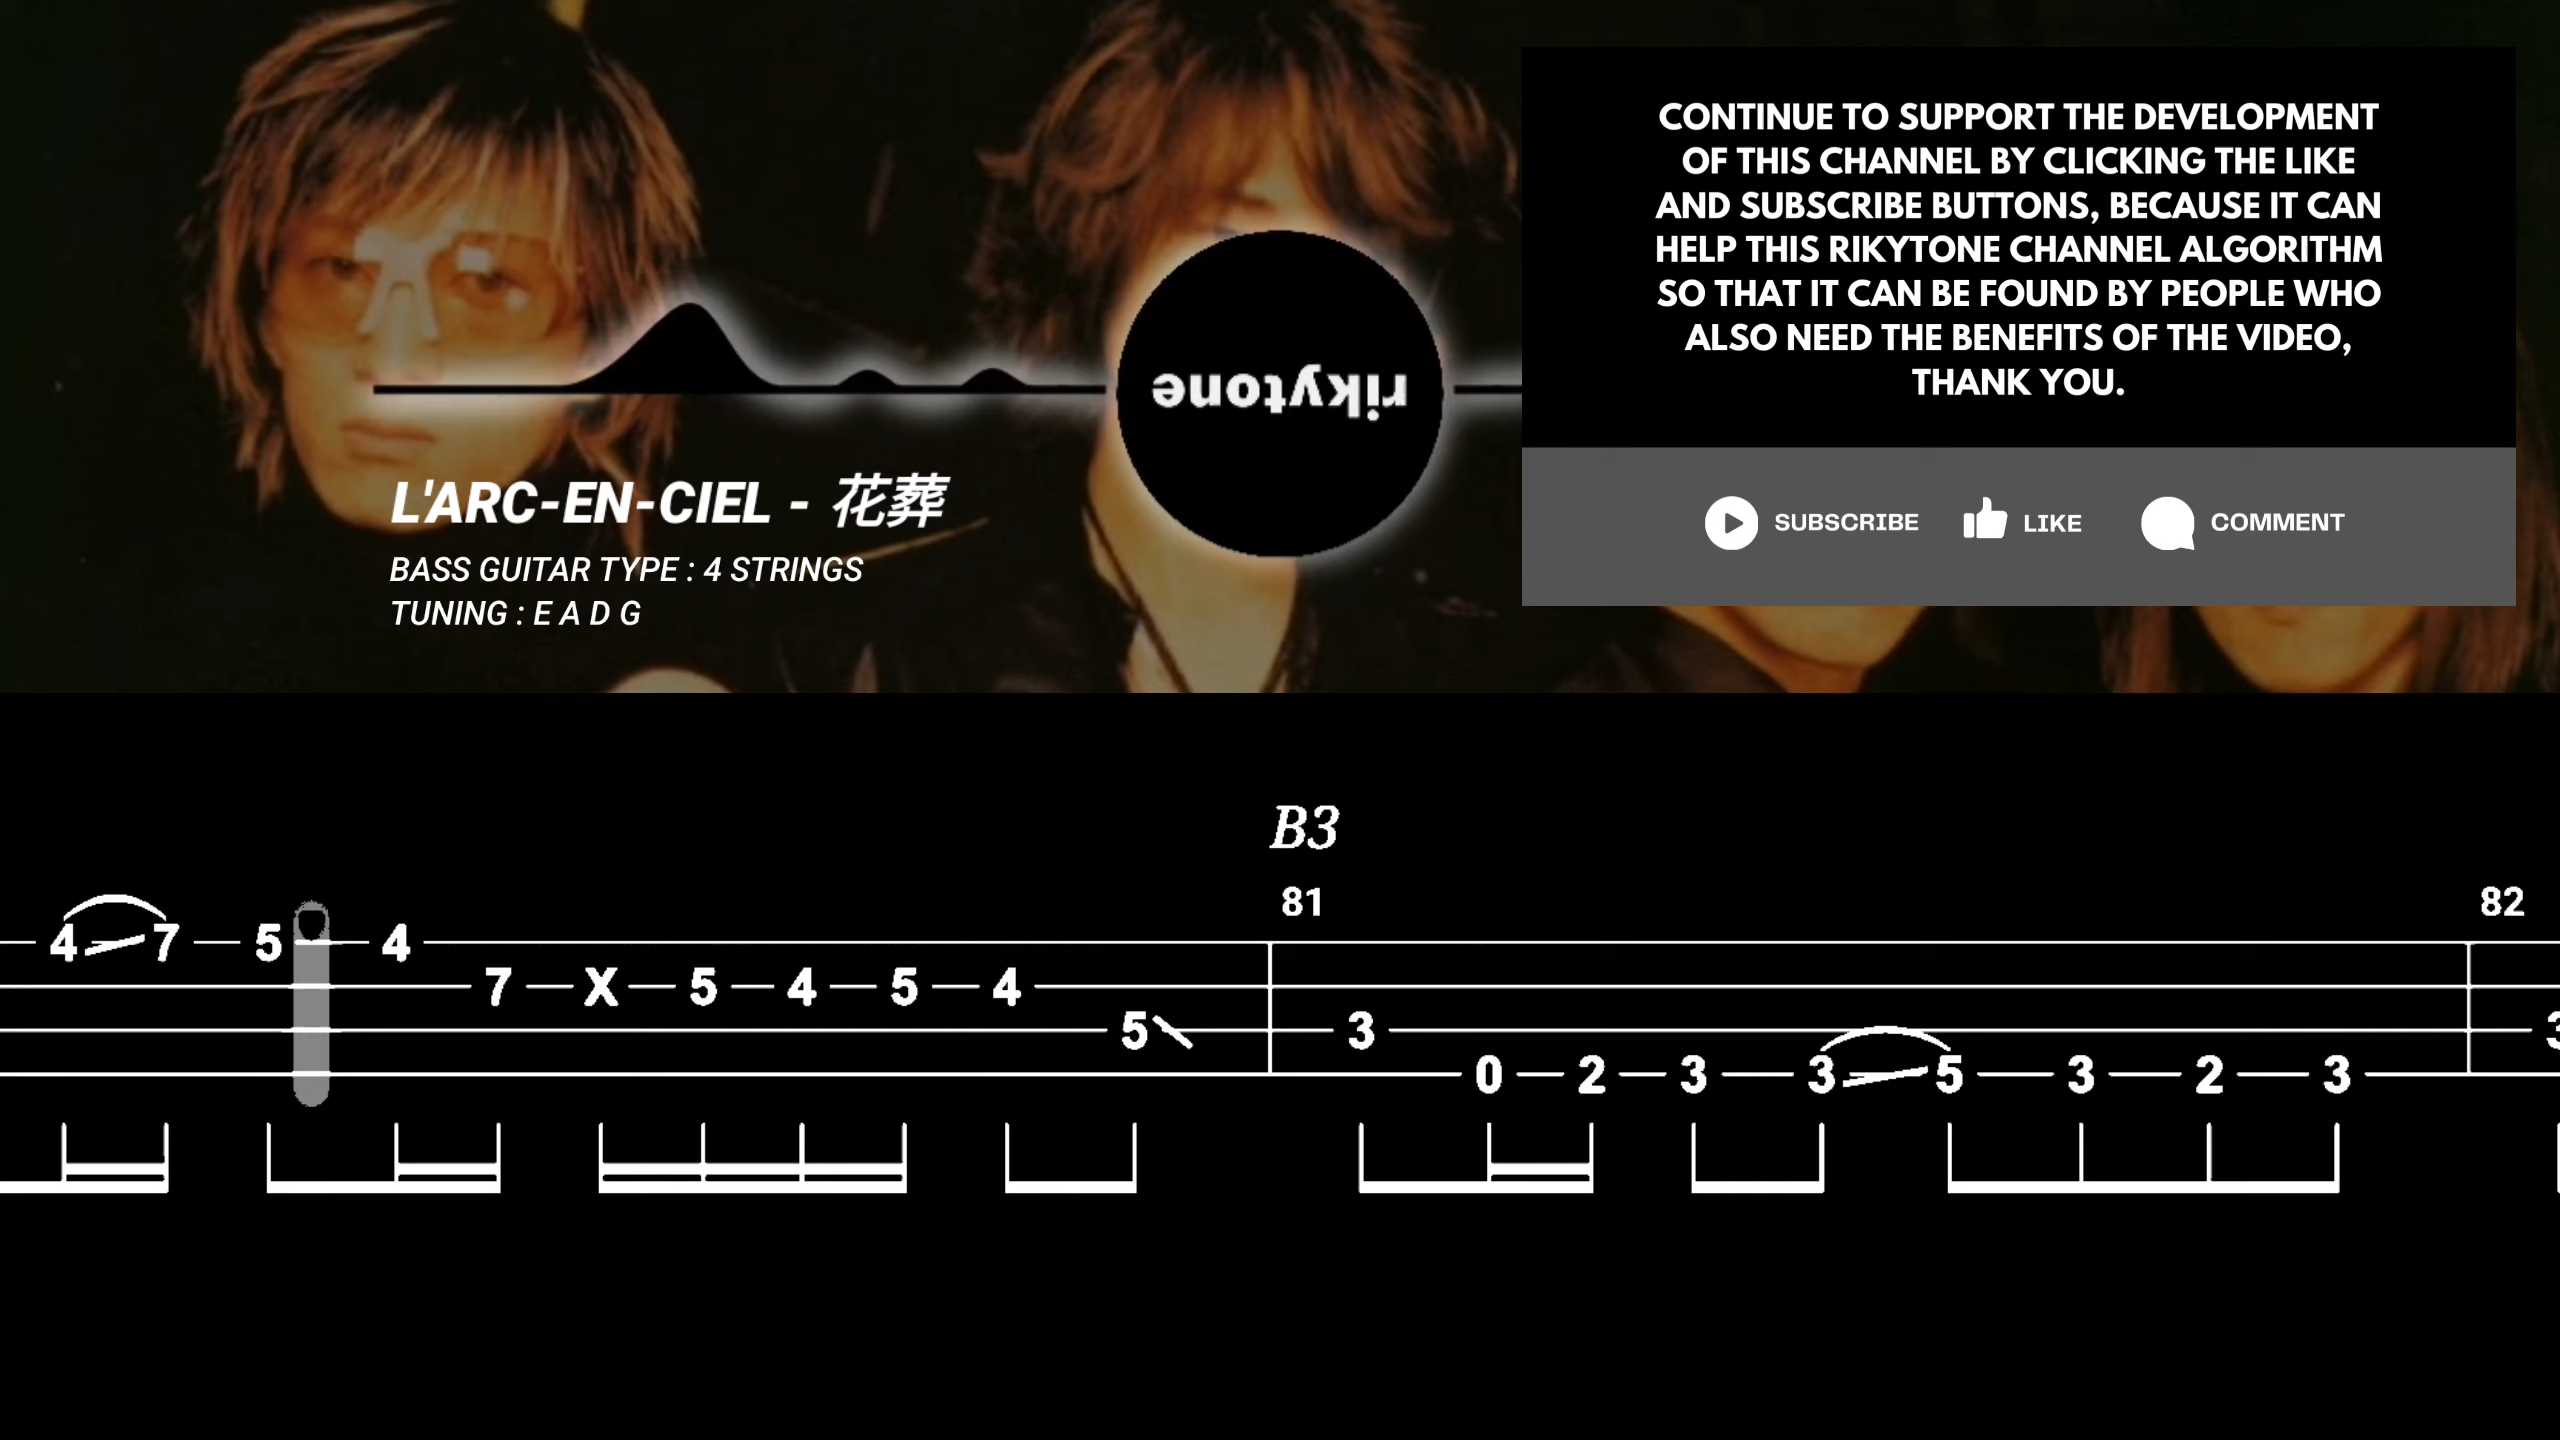 CONTINUE TO SUPPORT THE DEVELOPMENT
OF THIS CHANNEL BY CLICKING THE LIKE
AND SUBSCRIBE BUTTONS, BECAUSE IT CAN
HELP THIS RIKYTONE CHANNEL ALGORITHM
SO THAT IT CAN BE FOUND BY PEOPLE WHO
ALSO NEED THE BENEFITS OF THE VIDEO,
THANK YOU.
SUBSCRIBE LIKE COMMENT
rikytone
L'ARC-EN-CIEL - 花葬
BASS GUITAR TYPE : 4 STRINGS
TUNING : E A D G
B3
81 82
4 7 5 4
7 X 5 4 5 4
5 3 3
0 2 3 3 5 3 2 3